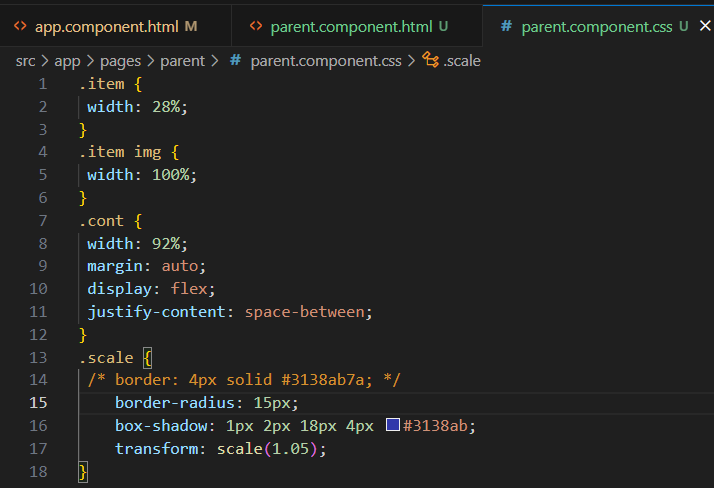 <> app.component.html M <> parent.component.html U # parent.component.css U ×
src > app > pages > parent > # parent.component.css > .scale
1 .item {
2 width: 28%;
3 }
4 .item img {
5 width: 100%;
6 }
7 .cont {
8 width: 92%;
9 margin: auto;
10 display: flex;
11 justify-content: space-between;
12 }
13 .scale {
14 /* border: 4px solid #3138ab7a; */
15 border-radius: 15px;
16 box-shadow: 1px 2px 18px 4px #3138ab;
17 transform: scale(1.05);
18 }